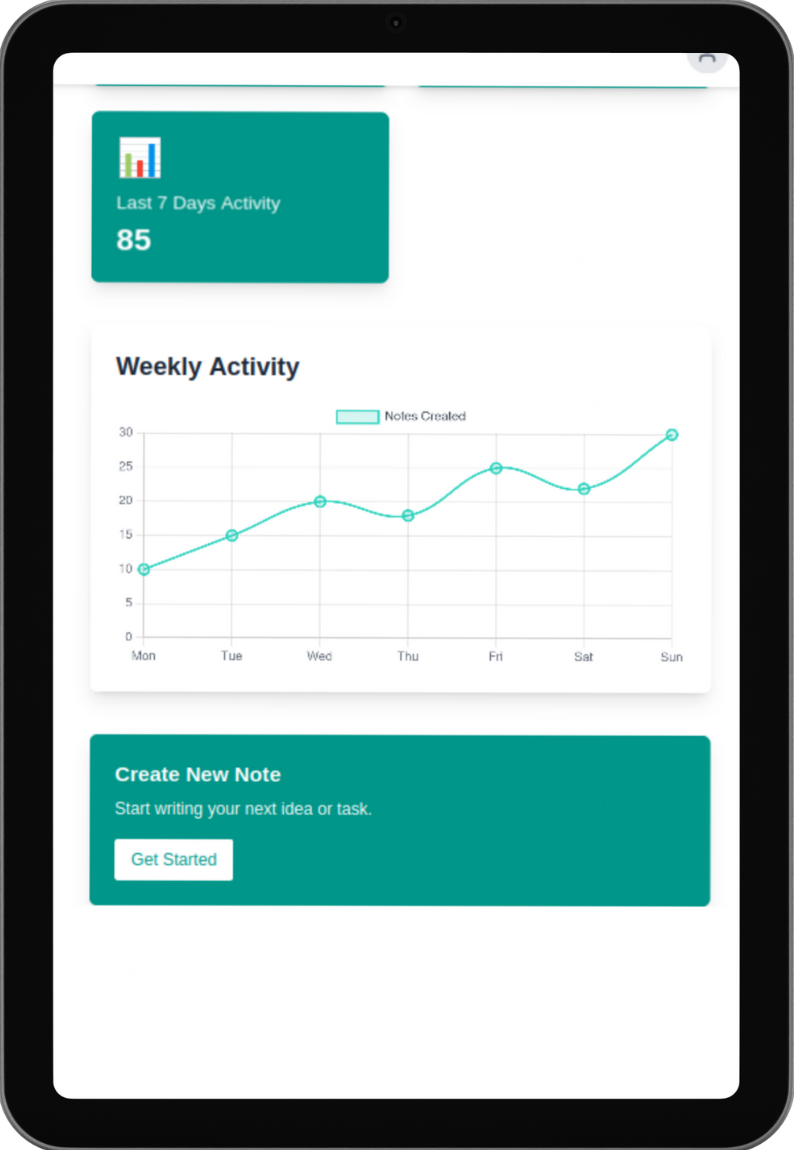 Last 7 Days Activity
85
Weekly Activity
Notes Created
30
25
20
15
10
5
0
Mon Tue Wed Thu Fri Sat Sun
Create New Note
Start writing your next idea or task.
Get Started